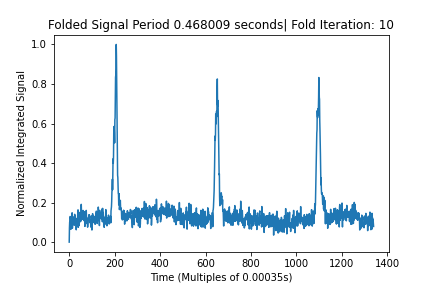 Folded Signal Period 0.468009 seconds| Fold Iteration: 10
Normalized Integrated Signal
1.0
0.8
0.6
0.4
0.2
0.0
0 200 400 600 800 1000 1200 1400
Time (Multiples of 0.00035s)